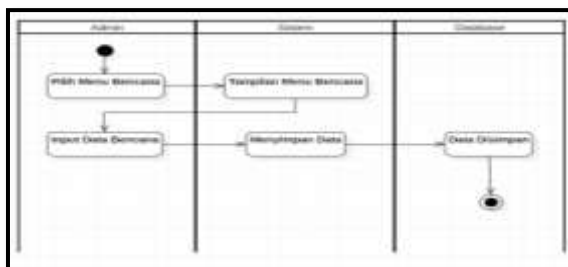 Admin
Sistem
Database
Pilih Menu Bencana
Tampilan Menu Bencana
Input Data Bencana
Menyimpan Data
Data Disimpan